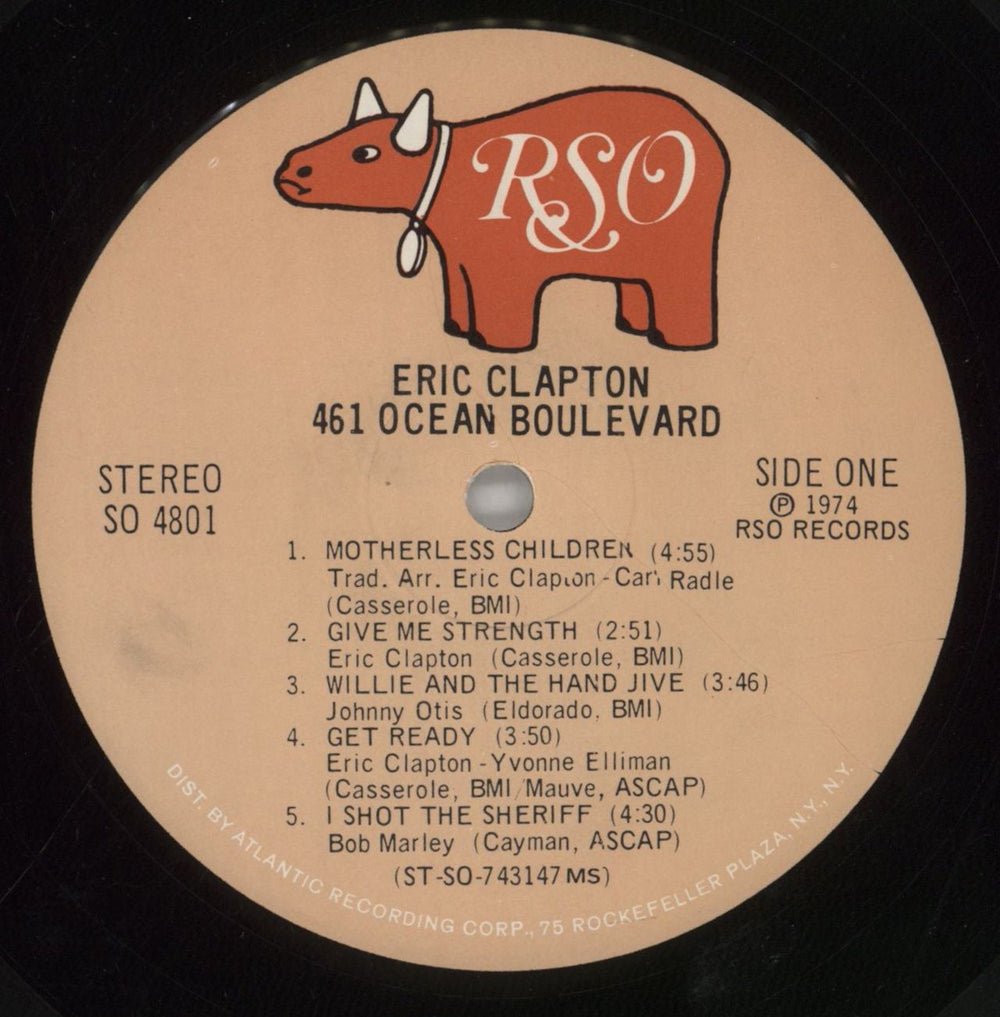 RSO
ERIC CLAPTON
461 OCEAN BOULEVARD
STEREO
SO 4801
SIDE ONE
Ⓟ 1974
RSO RECORDS
1. MOTHERLESS CHILDREN (4:55)
Trad. Arr. Eric Clapton - Carl Radle
(Casserole, BMI)
2. GIVE ME STRENGTH (2:51)
Eric Clapton (Casserole, BMI)
3. WILLIE AND THE HAND JIVE (3:46)
Johnny Otis (Eldorado, BMI)
4. GET READY (3:50)
Eric Clapton - Yvonne Elliman
(Casserole, BMI/Mauve, ASCAP)
5. I SHOT THE SHERIFF (4:30)
Bob Marley (Cayman, ASCAP)
(ST-SO-743147 MS)
DIST. BY ATLANTIC RECORDING CORP., 75 ROCKEFELLER PLAZA, N.Y., N.Y.